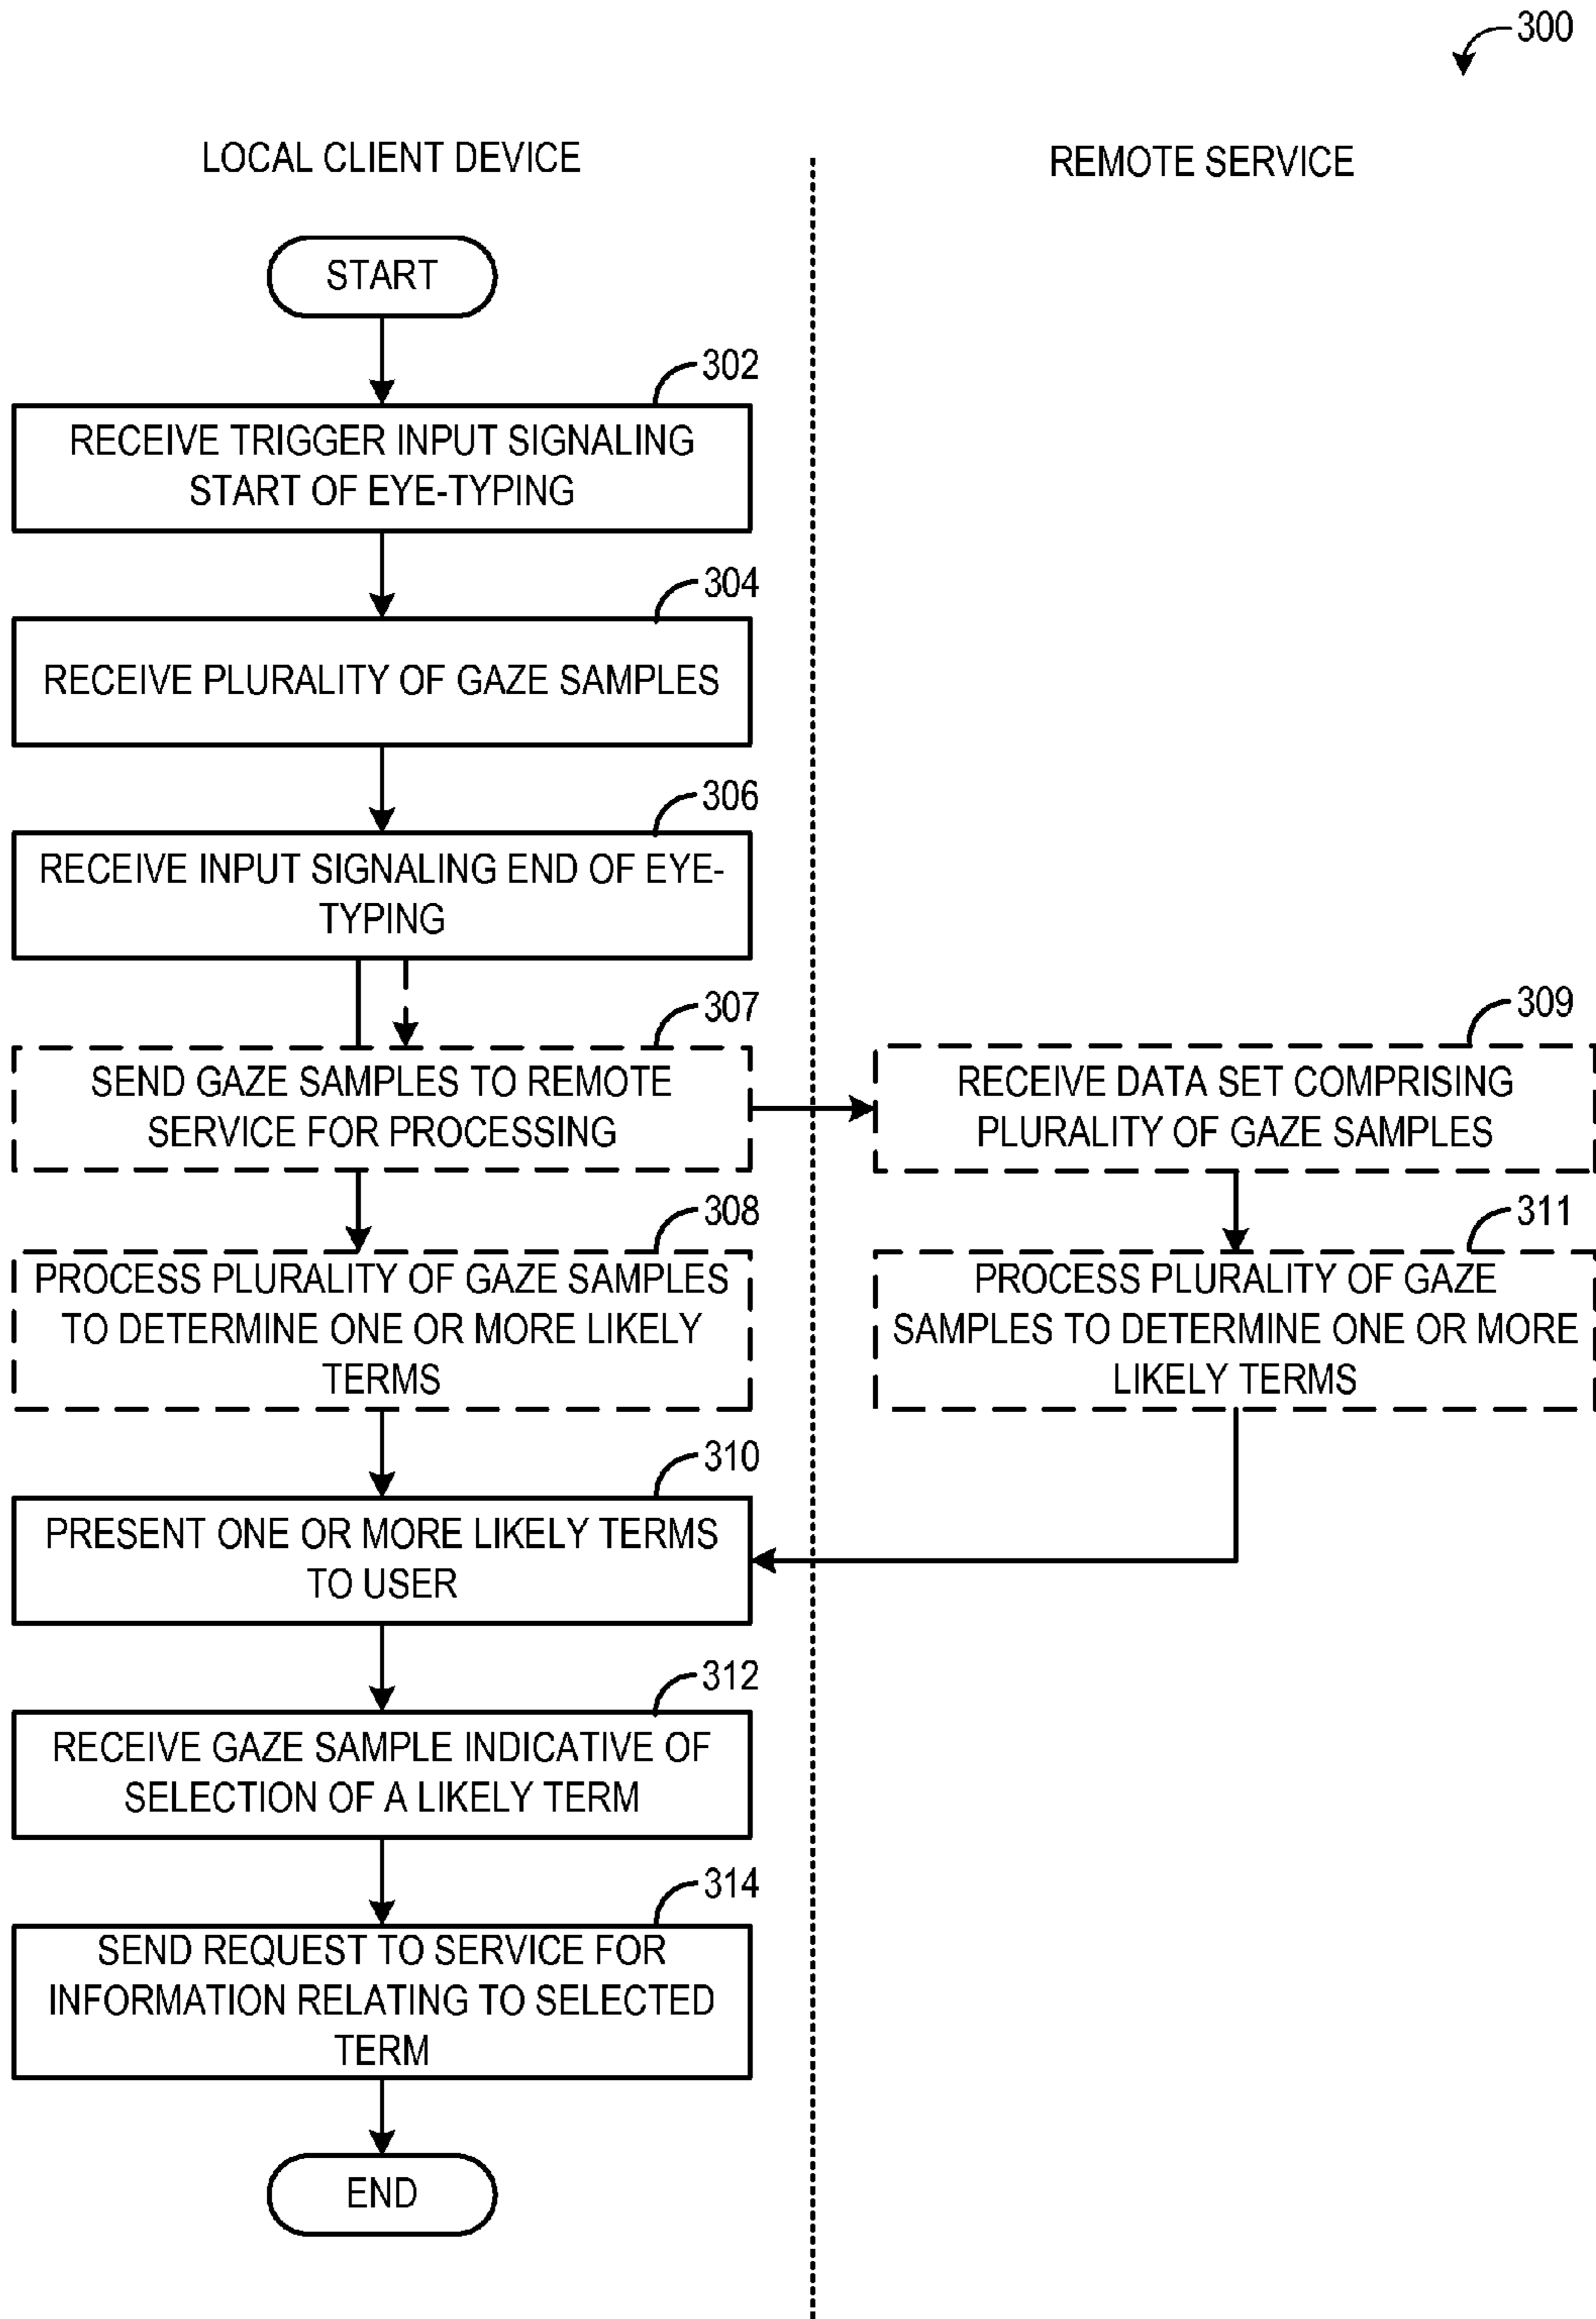 300
LOCAL CLIENT DEVICE
REMOTE SERVICE
START
302
RECEIVE TRIGGER INPUT SIGNALING
START OF EYE-TYPING
304
RECEIVE PLURALITY OF GAZE SAMPLES
306
RECEIVE INPUT SIGNALING END OF EYE-
TYPING
307
SEND GAZE SAMPLES TO REMOTE
SERVICE FOR PROCESSING
309
RECEIVE DATA SET COMPRISING
PLURALITY OF GAZE SAMPLES
308
PROCESS PLURALITY OF GAZE SAMPLES
TO DETERMINE ONE OR MORE LIKELY
TERMS
311
PROCESS PLURALITY OF GAZE
SAMPLES TO DETERMINE ONE OR MORE
LIKELY TERMS
310
PRESENT ONE OR MORE LIKELY TERMS
TO USER
312
RECEIVE GAZE SAMPLE INDICATIVE OF
SELECTION OF A LIKELY TERM
314
SEND REQUEST TO SERVICE FOR
INFORMATION RELATING TO SELECTED
TERM
END